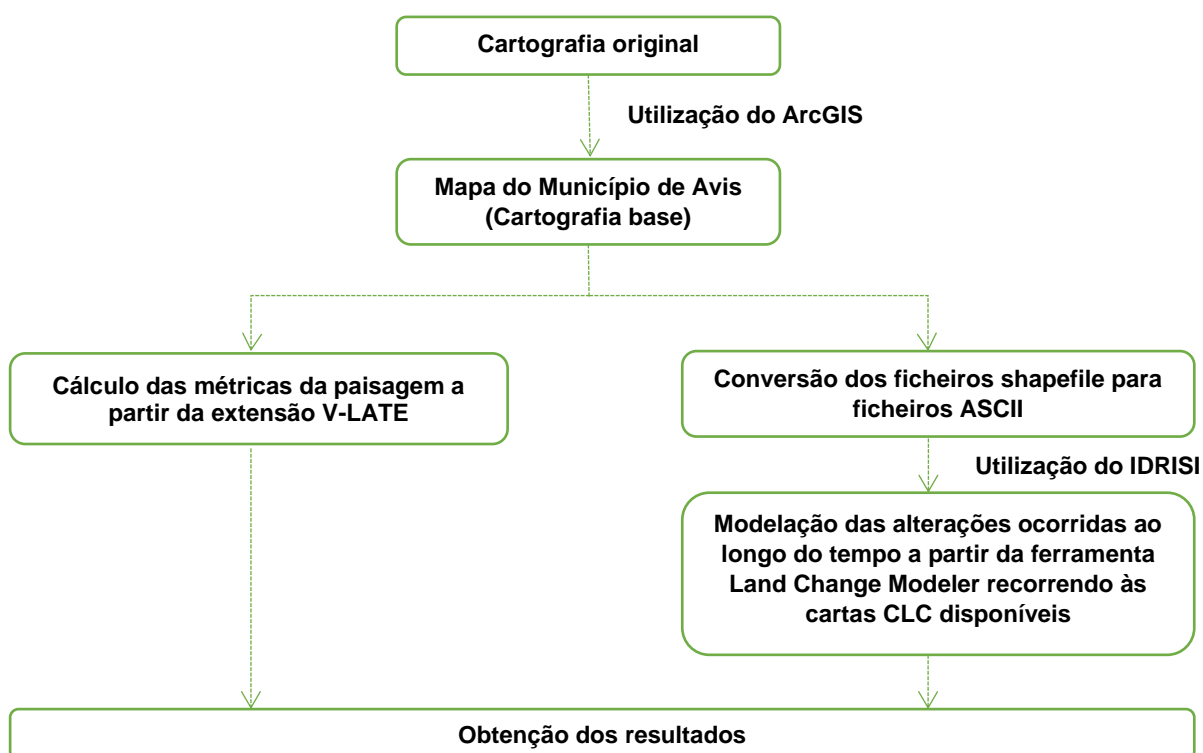 Cartografia original
Utilização do ArcGIS
Mapa do Município de Avis
(Cartografia base)
Cálculo das métricas da paisagem a
partir da extensão V-LATE
Conversão dos ficheiros shapefile para
ficheiros ASCII
Utilização do IDRISI
Modelação das alterações ocorridas ao
longo do tempo a partir da ferramenta
Land Change Modeler recorrendo às
cartas CLC disponíveis
Obtenção dos resultados